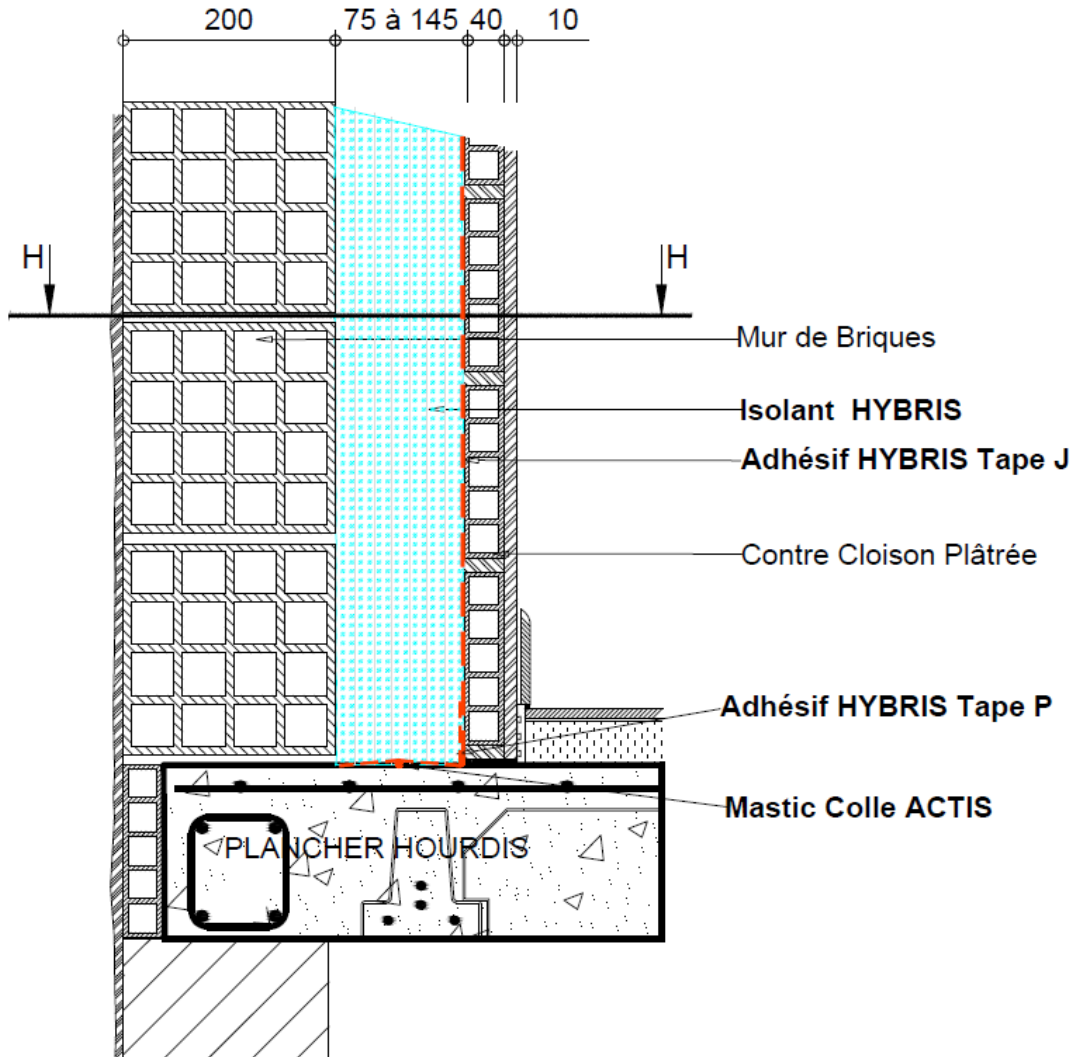 200 75 à 145 40 10
H H
Mur de Briques
Isolant HYBRIS
Adhésif HYBRIS Tape J
Contre Cloison Plâtrée
Adhésif HYBRIS Tape P
Mastic Colle ACTIS
PLANCHER HOURDIS